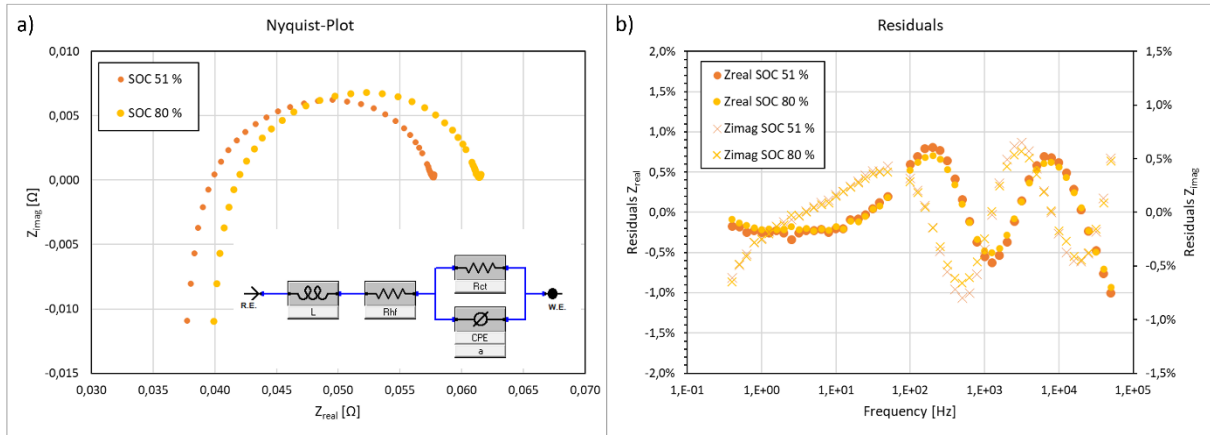 a)
Nyquist-Plot
0,010
0,005
0,000
-0,005
-0,010
-0,015
Zimag [Ω]
SOC 51 %
SOC 80 %
R.E.
L
Rhf
Rct
CPE
a
W.E.
0,030 0,035 0,040 0,045 0,050 0,055 0,060 0,065 0,070
Zreal [Ω]
b)
Residuals
2,0%
1,5%
1,0%
0,5%
0,0%
-0,5%
-1,0%
-1,5%
-2,0%
Residuals Zreal
Zreal SOC 51 %
Zreal SOC 80 %
Zimag SOC 51 %
Zimag SOC 80 %
1,5%
1,0%
0,5%
0,0%
-0,5%
-1,0%
-1,5%
Residuals Zimag
1,E-01 1,E+00 1,E+01 1,E+02 1,E+03 1,E+04 1,E+05
Frequency [Hz]